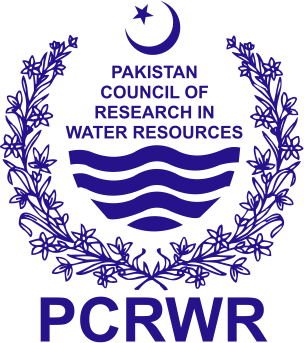 PAKISTAN
COUNCIL OF
RESEARCH IN
WATER RESOURCES
PCRWR